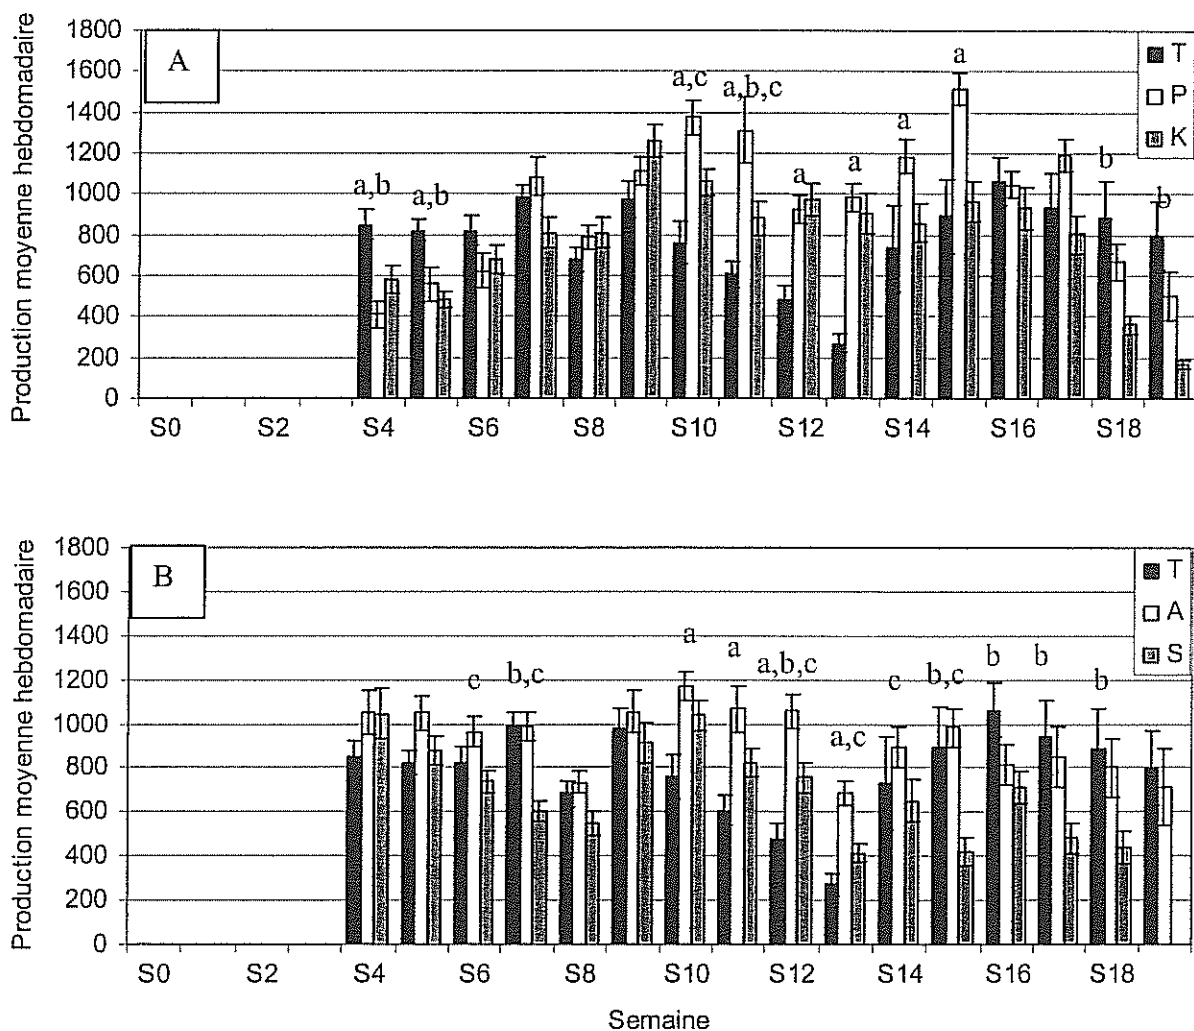 Production moyenne hebdomadaire
1800
1600
1400
1200
1000
800
600
400
200
0
A
T
P
K
a,b
a,b
a,c
a,b,c
a
a
a
a
b
b
S0 S2 S4 S6 S8 S10 S12 S14 S16 S18
Production moyenne hebdomadaire
1800
1600
1400
1200
1000
800
600
400
200
0
B
T
A
S
c
b,c
a
a
a,b,c
a,c
c
b,c
b
b
b
S0 S2 S4 S6 S8 S10 S12 S14 S16 S18
Semaine